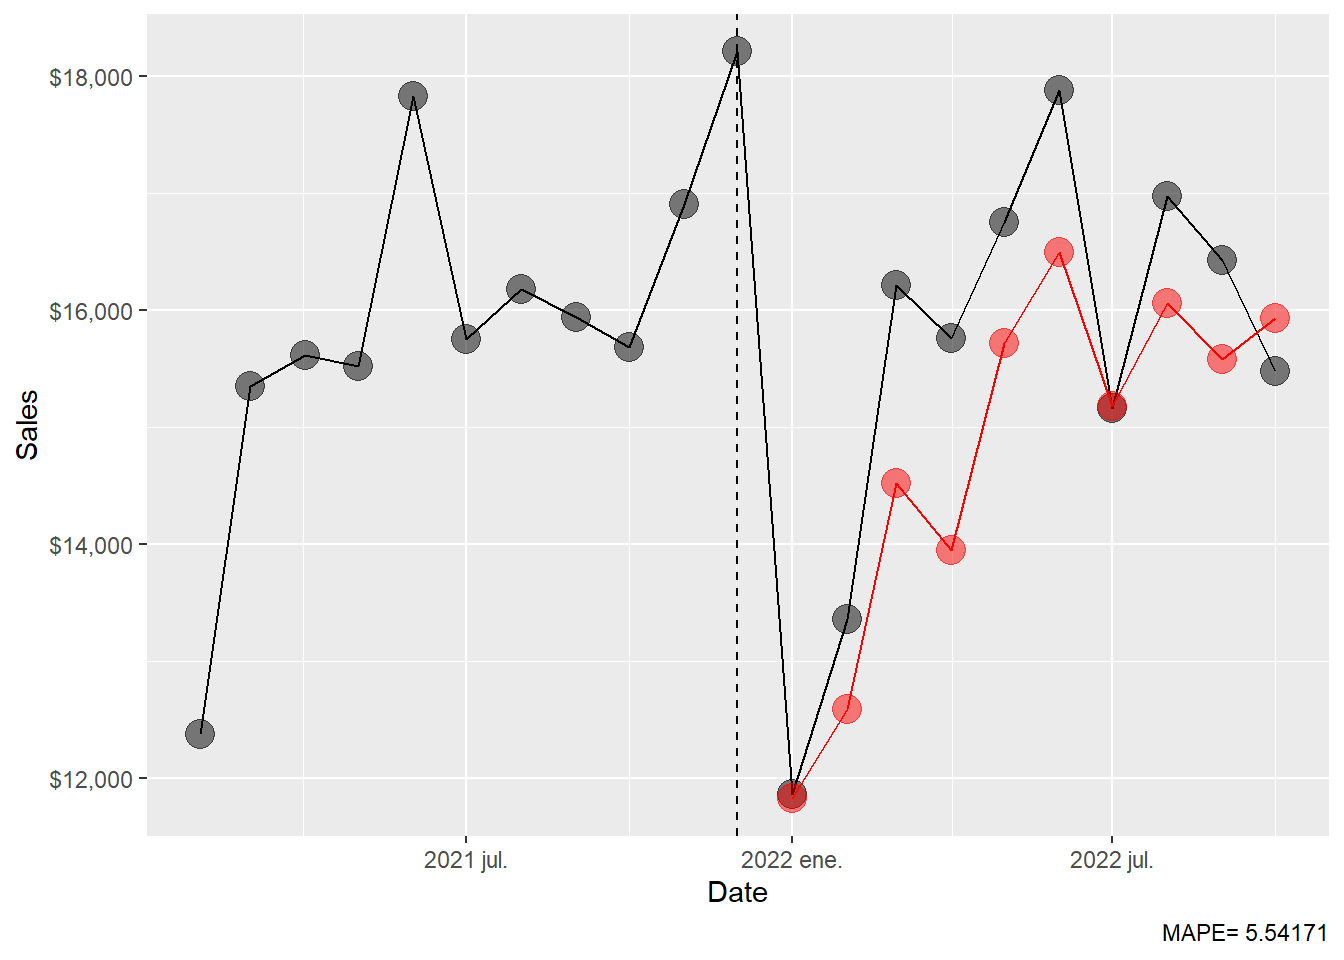 $18,000
$16,000
$14,000
$12,000
Sales
2021 jul.
2022 ene.
2022 jul.
Date
MAPE= 5.54171